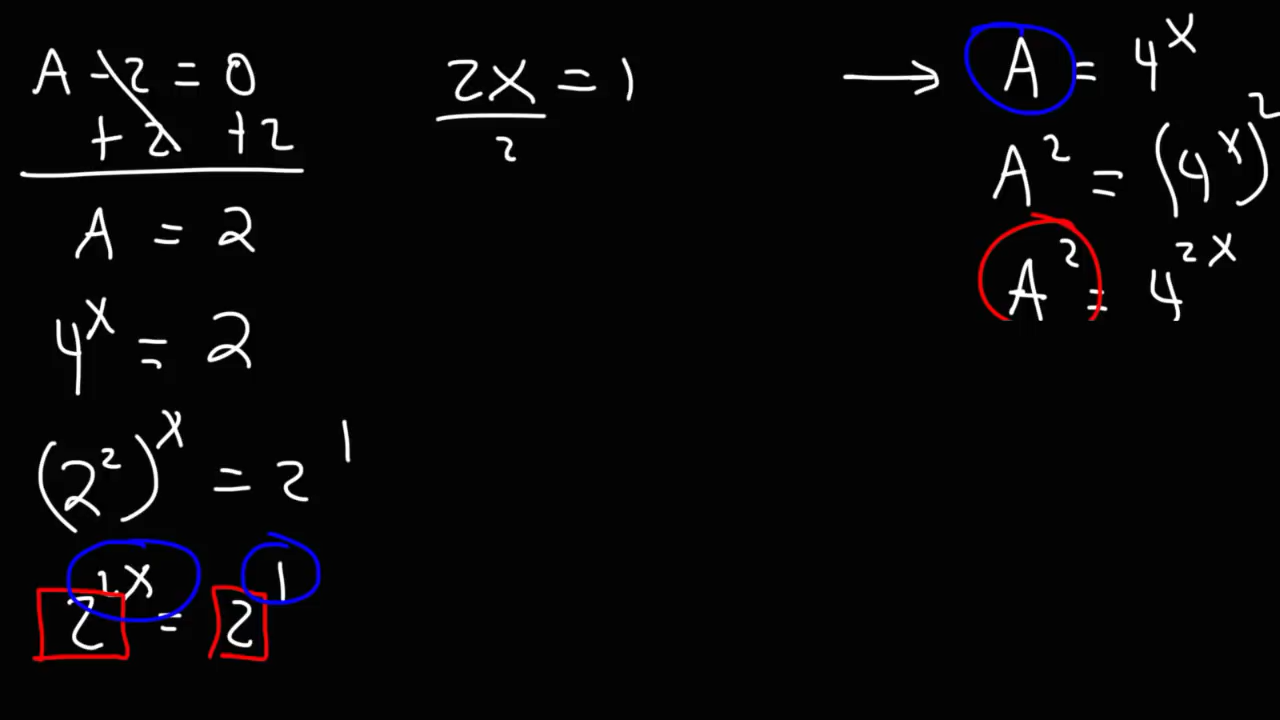 A - 2 = 0
+ 2 +2
A = 2
4^x = 2
(2^2)^x = 2^1
2^2x = 2^1
2x = 1
2
→ A = 4^x
A^2 = (4^x)^2
A^2 = 4^2x